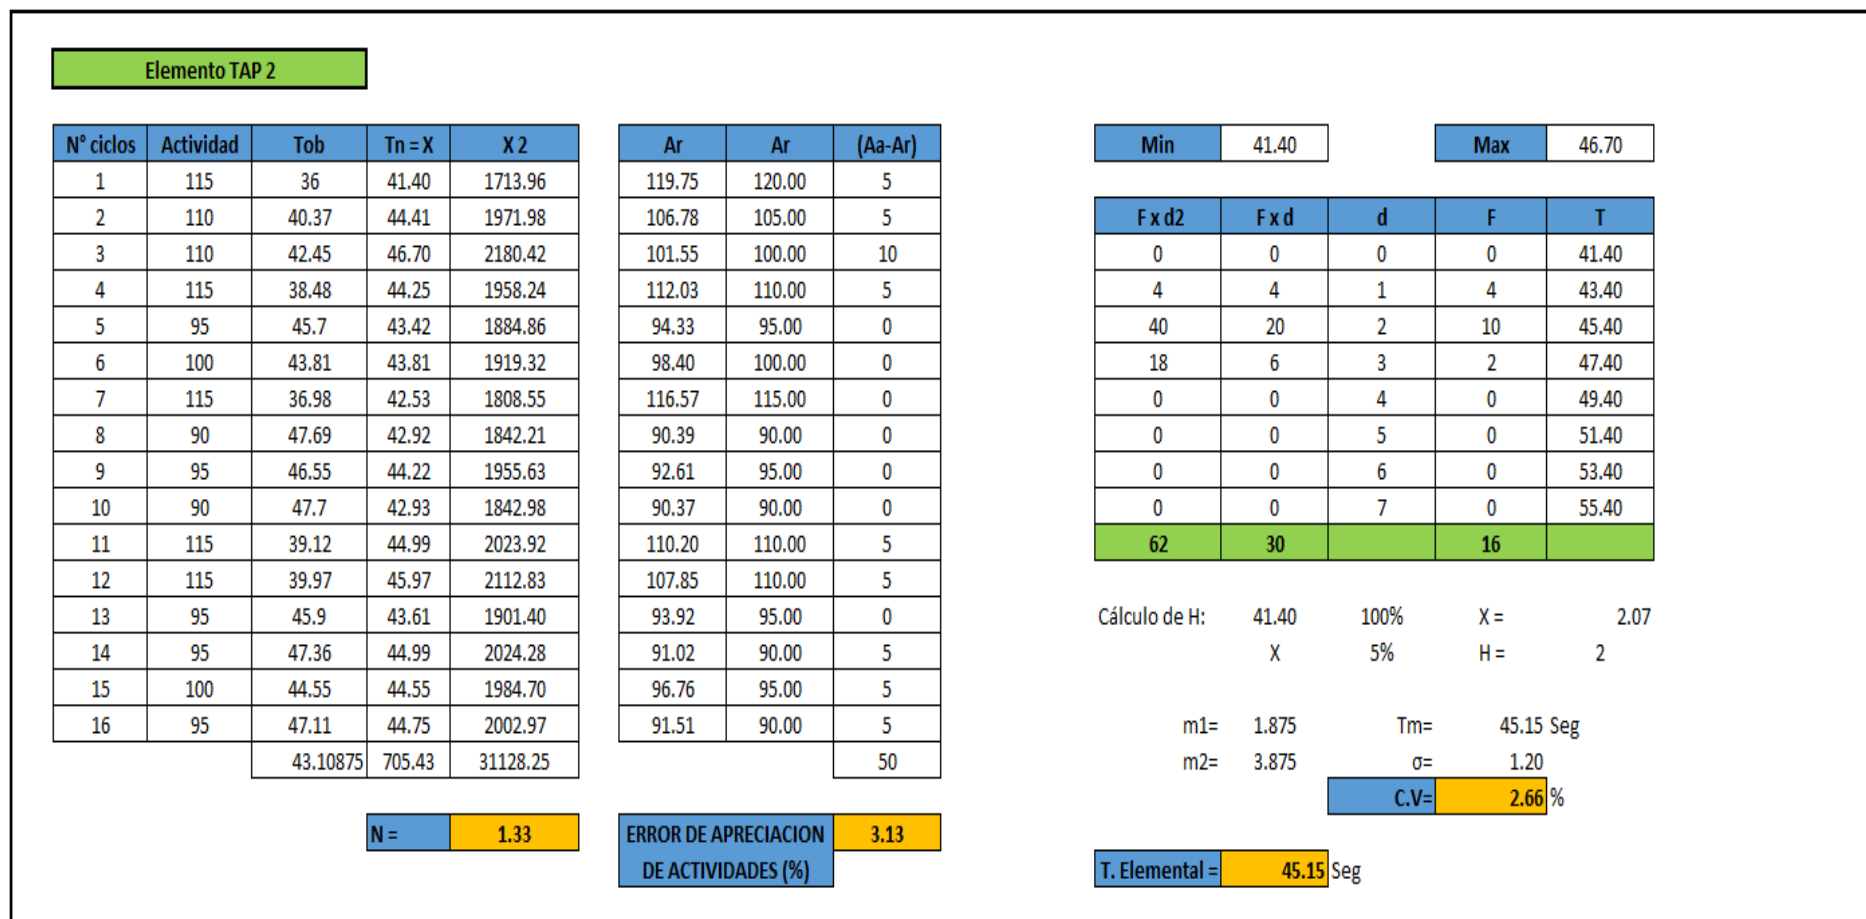 Elemento TAP 2
N° ciclos Actividad Tob Tn = X X 2
1 115 36 41.40 1713.96
2 110 40.37 44.41 1971.98
3 110 42.45 46.70 2180.42
4 115 38.48 44.25 1958.24
5 95 45.7 43.42 1884.86
6 100 43.81 43.81 1919.32
7 115 36.98 42.53 1808.55
8 90 47.69 42.92 1842.21
9 95 46.55 44.22 1955.63
10 90 47.7 42.93 1842.98
11 115 39.12 44.99 2023.92
12 115 39.97 45.97 2112.83
13 95 45.9 43.61 1901.40
14 95 47.36 44.99 2024.28
15 100 44.55 44.55 1984.70
16 95 47.11 44.75 2002.97
43.10875 705.43 31128.25
N = 1.33
Ar Ar (Aa-Ar)
119.75 120.00 5
106.78 105.00 5
101.55 100.00 10
112.03 110.00 5
94.33 95.00 0
98.40 100.00 0
116.57 115.00 0
90.39 90.00 0
92.61 95.00 0
90.37 90.00 0
110.20 110.00 5
107.85 110.00 5
93.92 95.00 0
91.02 90.00 5
96.76 95.00 5
91.51 90.00 5
50
ERROR DE APRECIACION 3.13
DE ACTIVIDADES (%)
Min 41.40 Max 46.70
F x d2 F x d d F T
0 0 0 0 41.40
4 4 1 4 43.40
40 20 2 10 45.40
18 6 3 2 47.40
0 0 4 0 49.40
0 0 5 0 51.40
0 0 6 0 53.40
0 0 7 0 55.40
62 30 16
Cálculo de H: 41.40 100% X = 2.07
X 5% H = 2
m1= 1.875 Tm= 45.15 Seg
m2= 3.875 σ= 1.20
C.V= 2.66 %
T. Elemental = 45.15 Seg